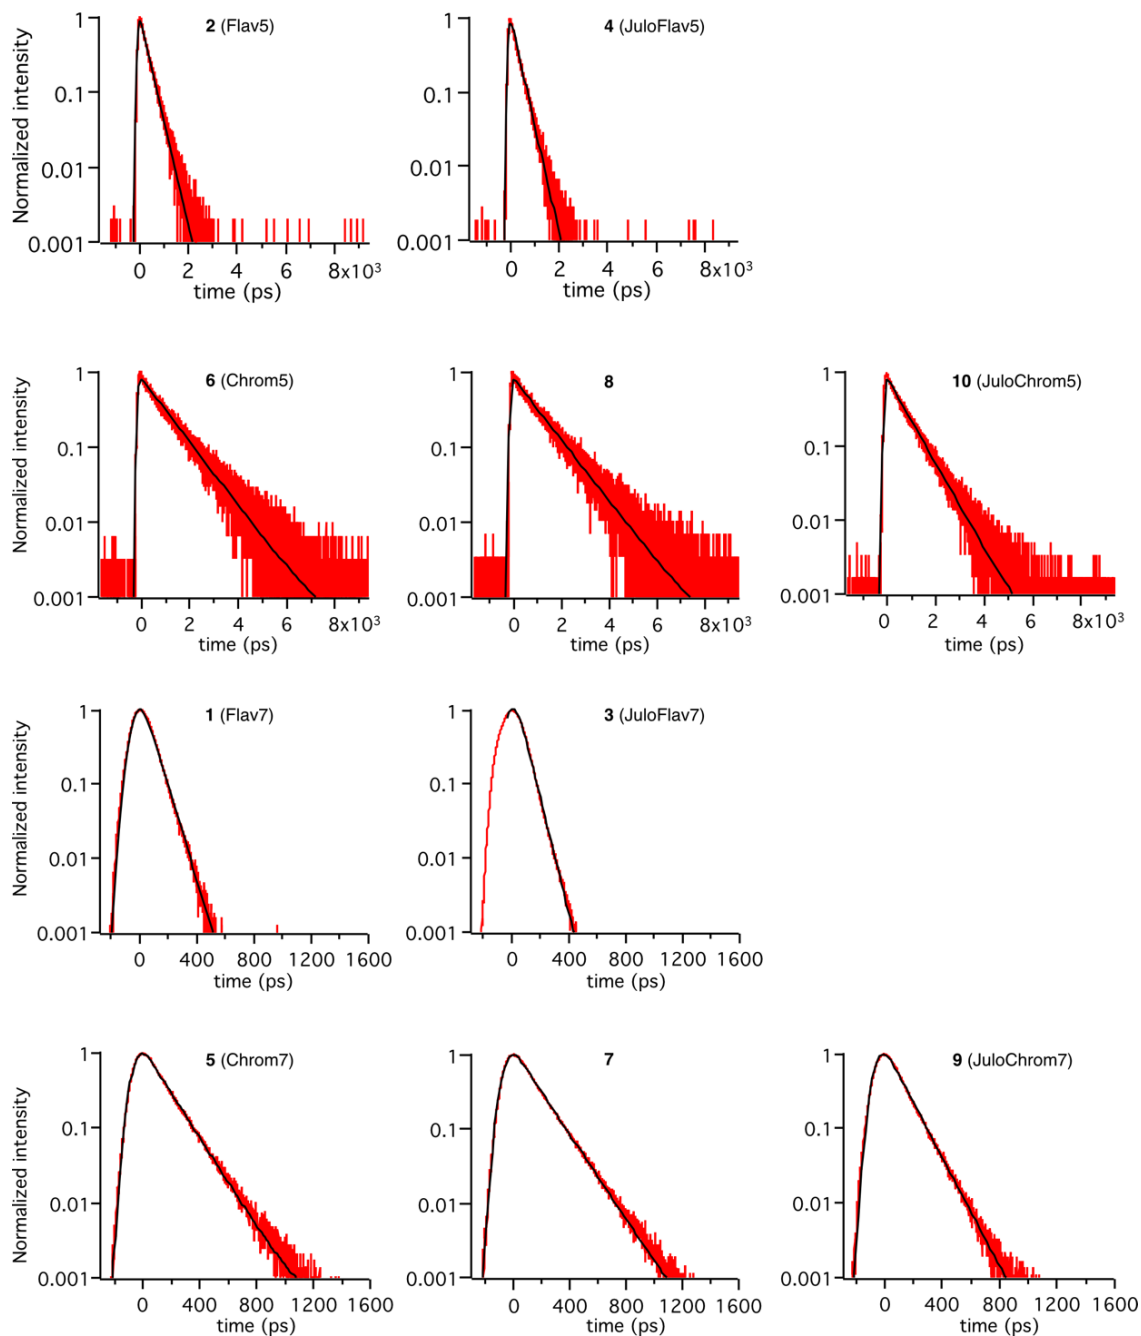 2 (Flav5)
Normalized intensity
1
0.1
0.01
0.001
0 2 4 6 8x10³
time (ps)
4 (JuloFlav5)
1
0.1
0.01
0.001
0 2 4 6 8x10³
time (ps)
6 (Chrom5)
Normalized intensity
1
0.1
0.01
0.001
0 2 4 6 8x10³
time (ps)
8
1
0.1
0.01
0.001
0 2 4 6 8x10³
time (ps)
10 (JuloChrom5)
1
0.1
0.01
0.001
0 2 4 6 8x10³
time (ps)
1 (Flav7)
Normalized intensity
1
0.1
0.01
0.001
0 400 800 1200 1600
time (ps)
3 (JuloFlav7)
1
0.1
0.01
0.001
0 400 800 1200 1600
time (ps)
5 (Chrom7)
Normalized intensity
1
0.1
0.01
0.001
0 400 800 1200 1600
time (ps)
7
1
0.1
0.01
0.001
0 400 800 1200 1600
time (ps)
9 (JuloChrom7)
1
0.1
0.01
0.001
0 400 800 1200 1600
time (ps)